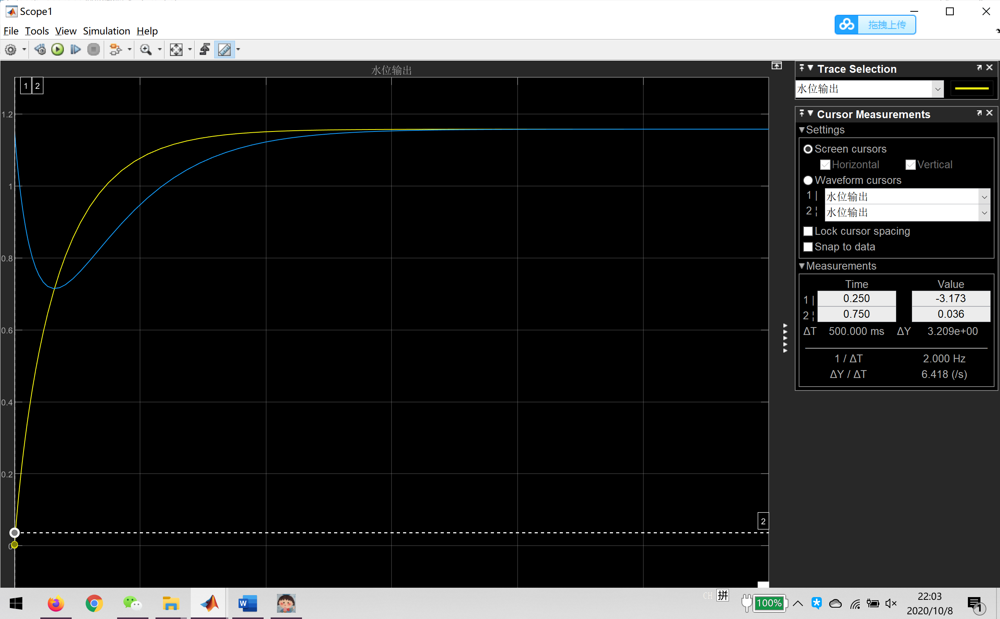 Scope1
File Tools View Simulation Help
拖拽上传
水位输出
1 2
1.2
1
0.8
0.6
0.4
0.2
0
2
Trace Selection
水位输出
Cursor Measurements
Settings
Screen cursors
Horizontal Vertical
Waveform cursors
1 | 水位输出
2 ¦ 水位输出
Lock cursor spacing
Snap to data
Measurements
Time Value
1 | 0.250 -3.173
2 ¦ 0.750 0.036
ΔT 500.000 ms ΔY 3.209e+00
1 / ΔT 2.000 Hz
ΔY / ΔT 6.418 (/s)
W
CH 拼
100%
22:03
2020/10/8
1